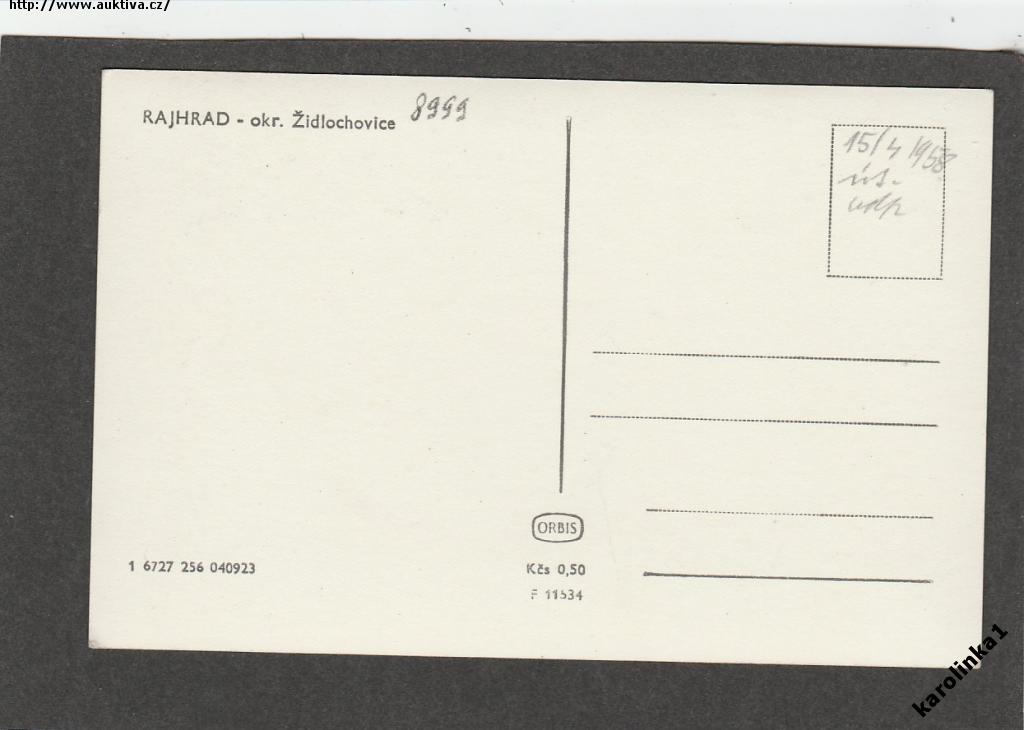 http://www.auktiva.cz/
RAJHRAD - okr. Židlochovice 8999
15/4 1958
ORBIS
1 6727 256 040923
Kčs 0,50
F 11534
karolinka1